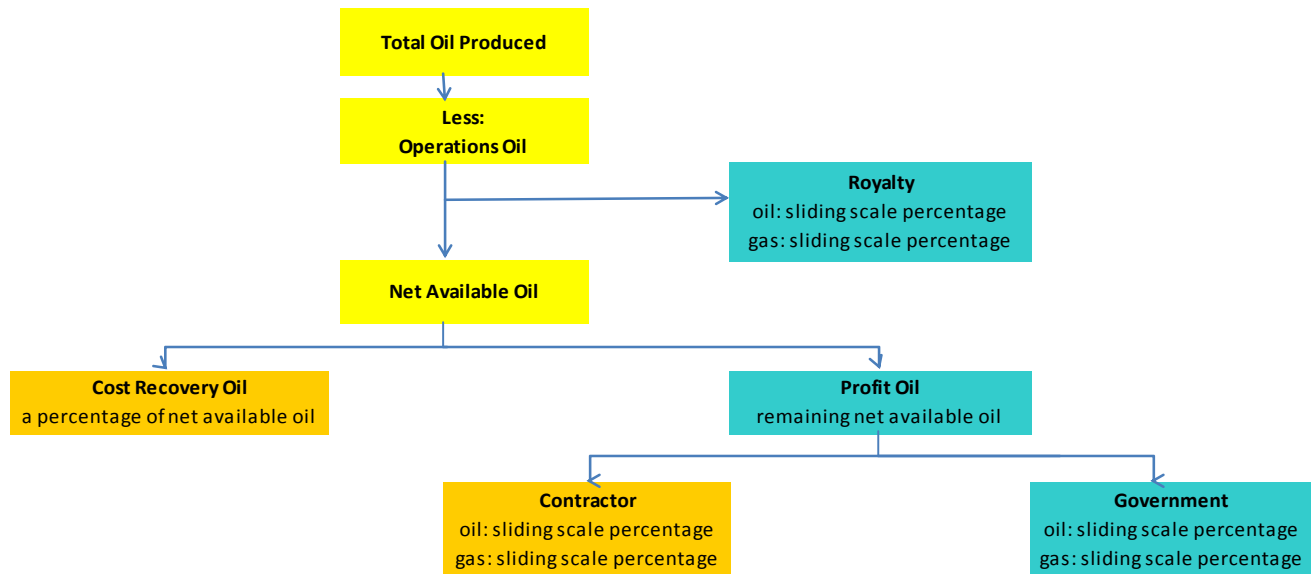 Total Oil Produced
Less:
Operations Oil
Royalty
oil: sliding scale percentage
gas: sliding scale percentage
Net Available Oil
Cost Recovery Oil
a percentage of net available oil
Profit Oil
remaining net available oil
Contractor
oil: sliding scale percentage
gas: sliding scale percentage
Government
oil: sliding scale percentage
gas: sliding scale percentage